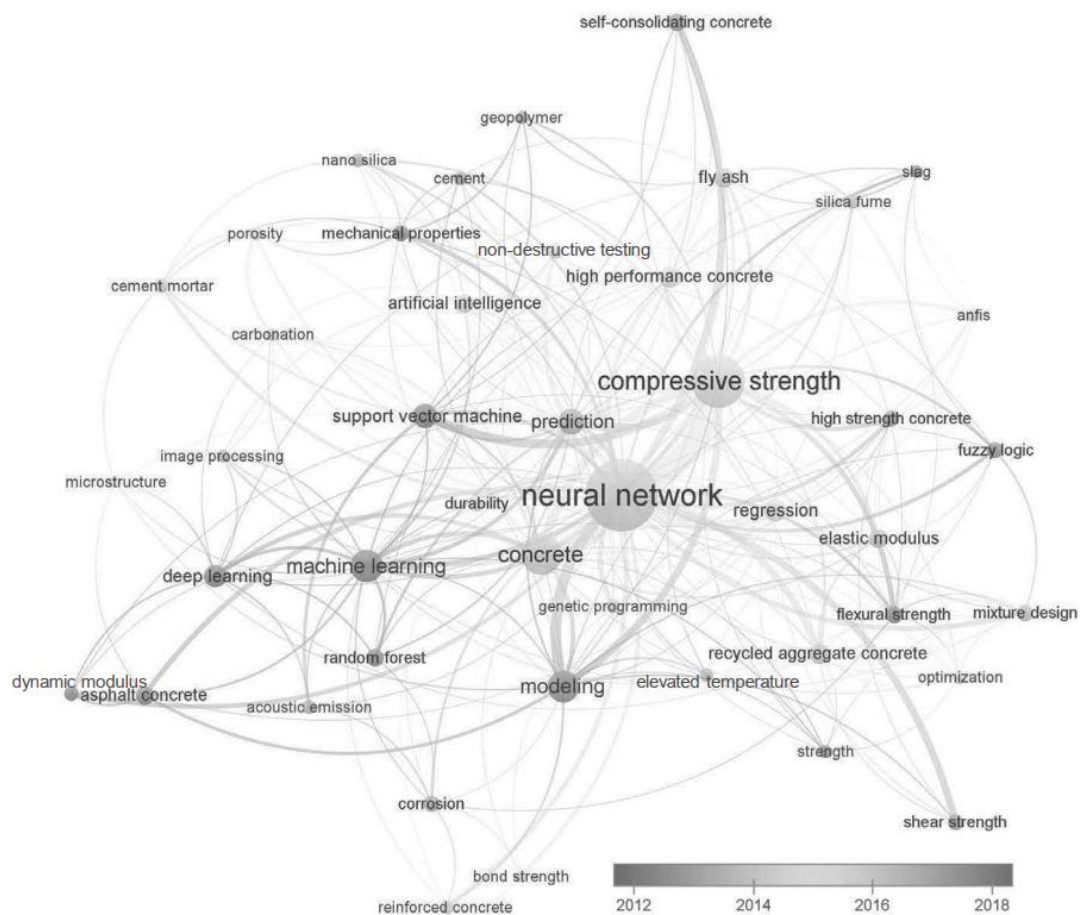 self-consolidating concrete
geopolymer
nano silica
cement
fly ash
slag
silica fume
porosity
mechanical properties
non-destructive testing
high performance concrete
cement mortar
artificial intelligence
anfis
carbonation
compressive strength
support vector machine
prediction
high strength concrete
fuzzy logic
image processing
microstructure
durability
neural network
regression
elastic modulus
concrete
machine learning
deep learning
genetic programming
flexural strength
mixture design
random forest
recycled aggregate concrete
dynamic modulus
asphalt concrete
modeling
elevated temperature
optimization
acoustic emission
strength
corrosion
shear strength
bond strength
reinforced concrete
2012
2014
2016
2018